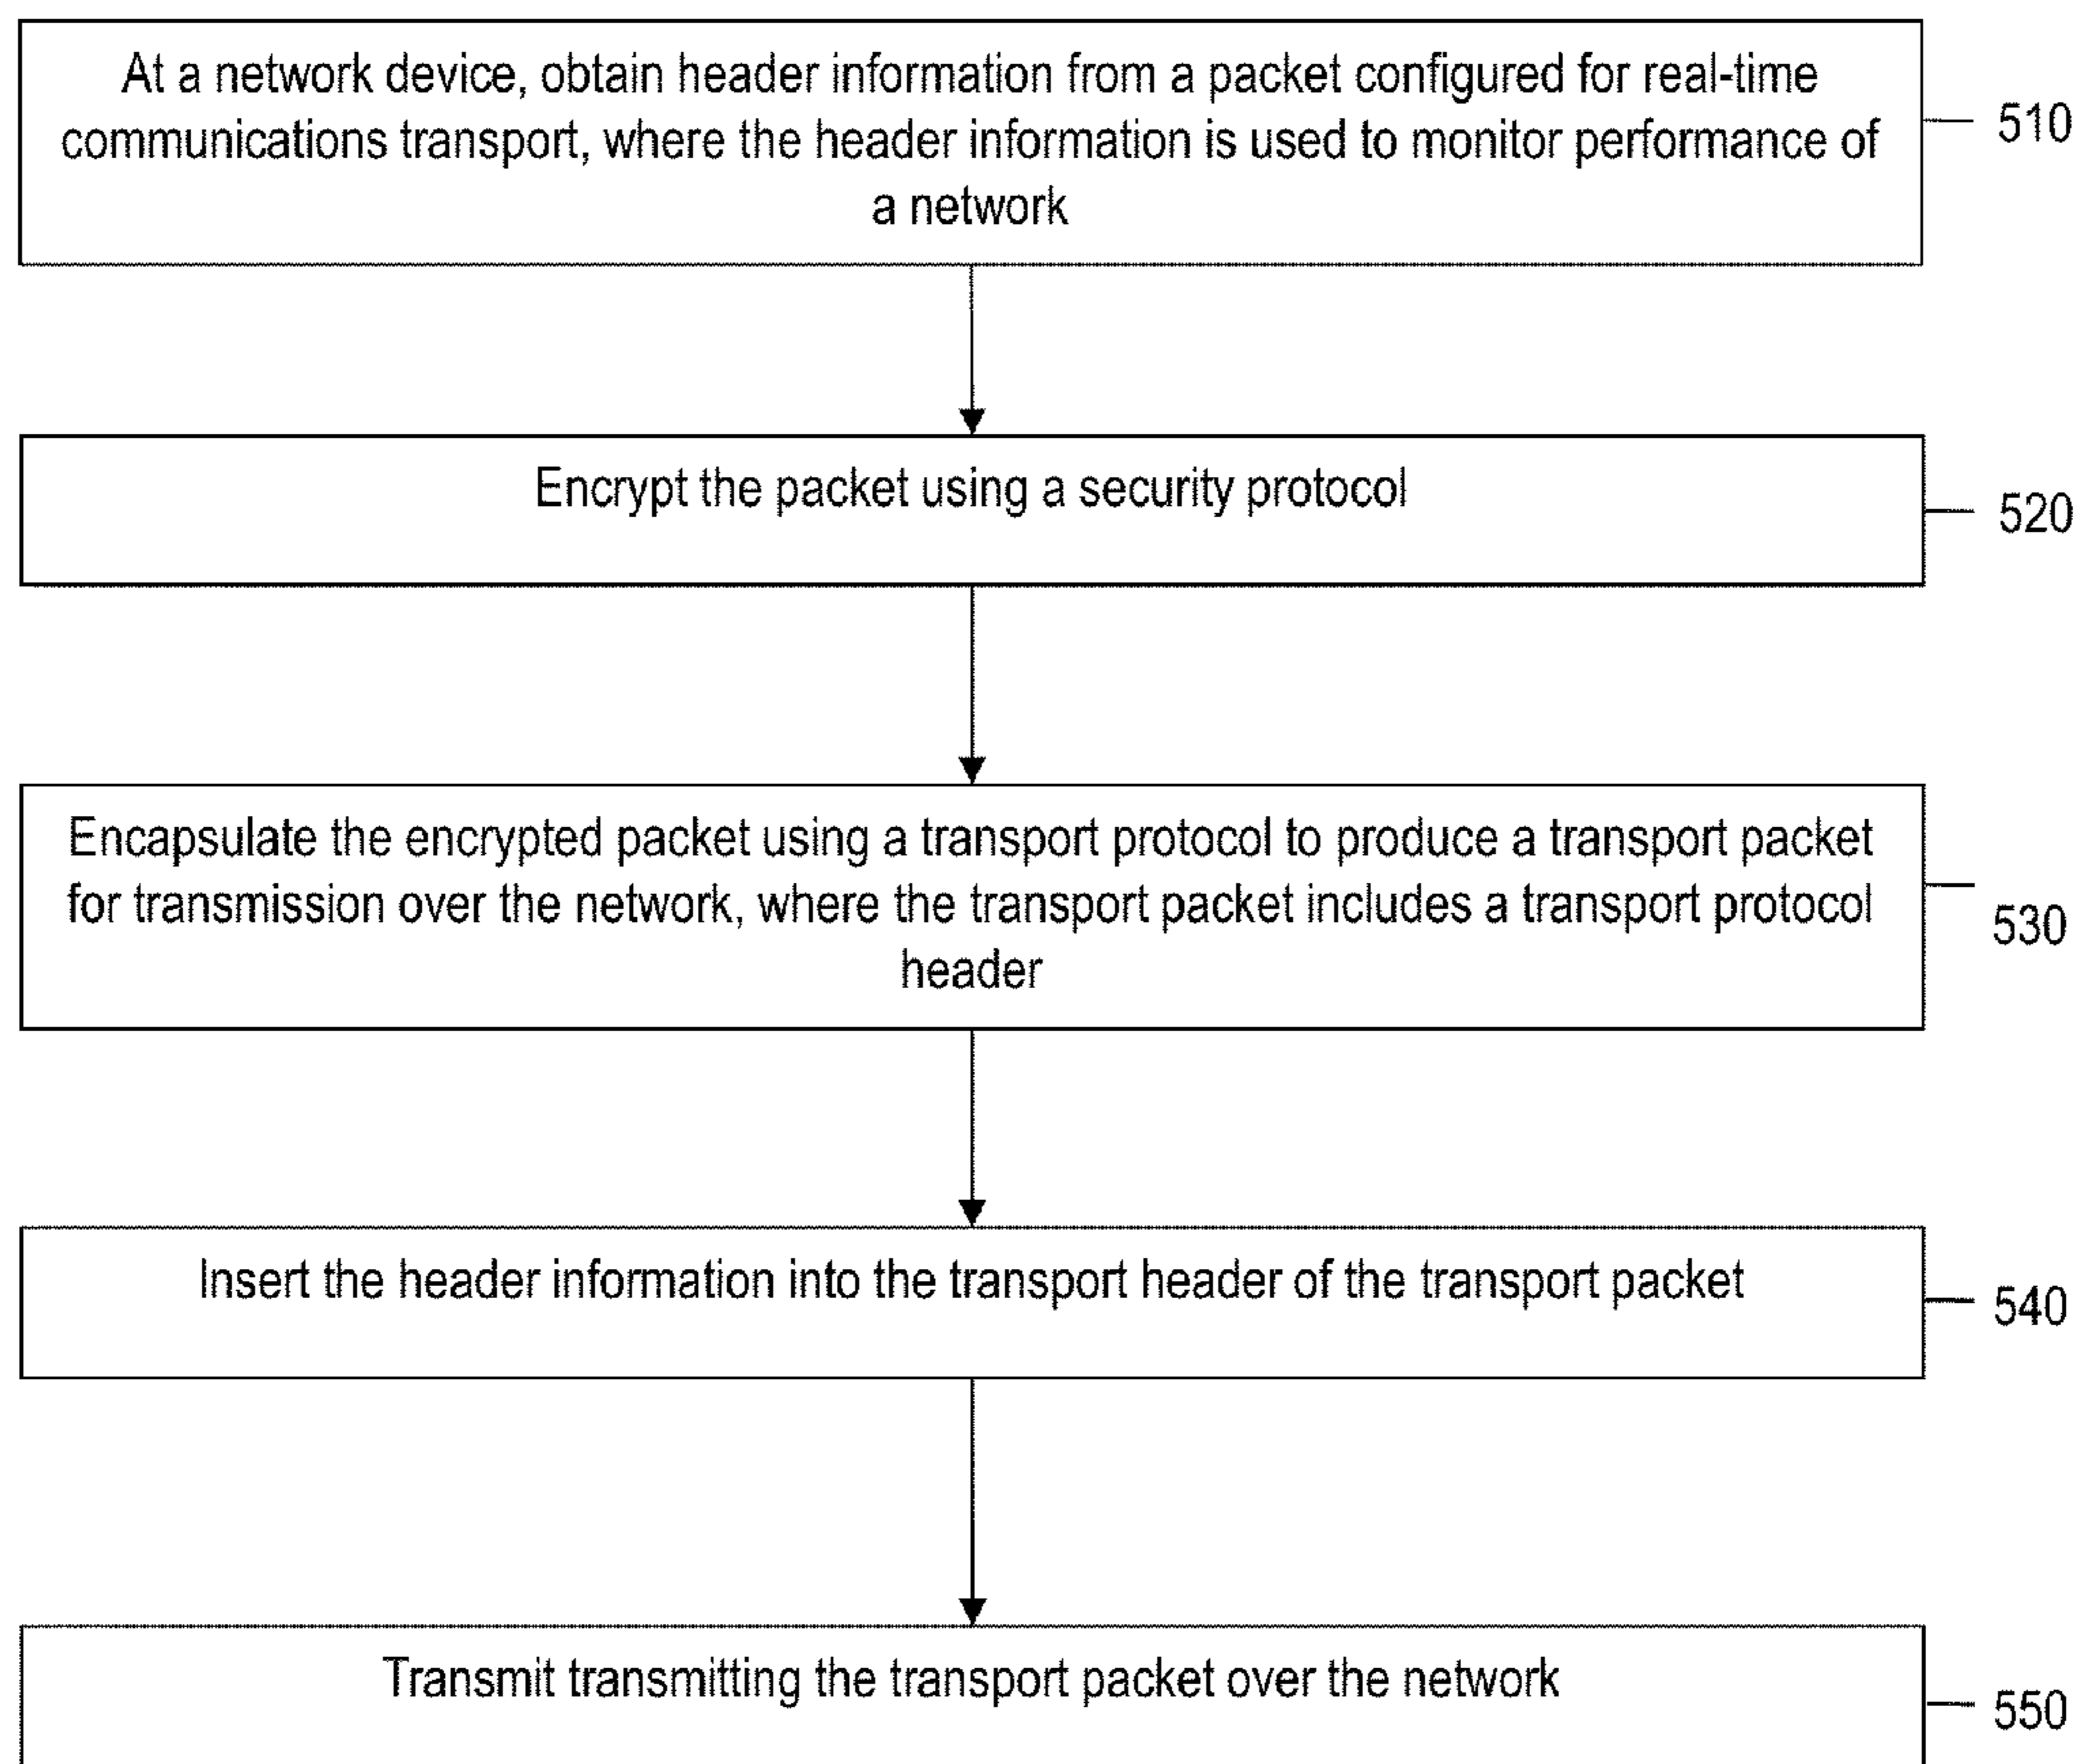 At a network device, obtain header information from a packet configured for real-time
communications transport, where the header information is used to monitor performance of
a network
510
Encrypt the packet using a security protocol
520
Encapsulate the encrypted packet using a transport protocol to produce a transport packet
for transmission over the network, where the transport packet includes a transport protocol
header
530
Insert the header information into the transport header of the transport packet
540
Transmit transmitting the transport packet over the network
550